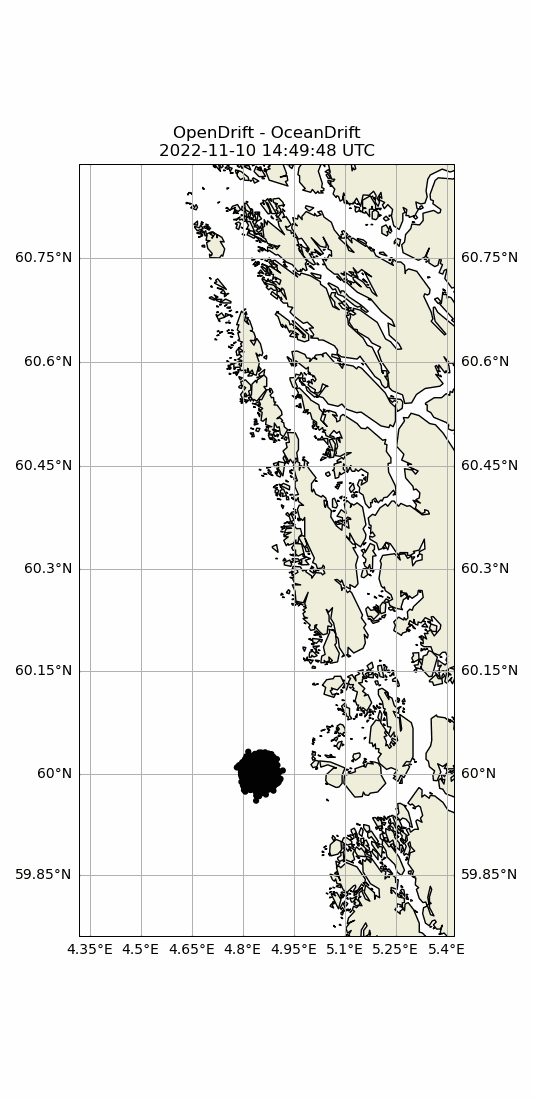 OpenDrift - OceanDrift
2022-11-10 14:49:48 UTC
60.75°N 60.75°N
60.6°N 60.6°N
60.45°N 60.45°N
60.3°N 60.3°N
60.15°N 60.15°N
60°N 60°N
59.85°N 59.85°N
4.35°E 4.5°E 4.65°E 4.8°E 4.95°E 5.1°E 5.25°E 5.4°E